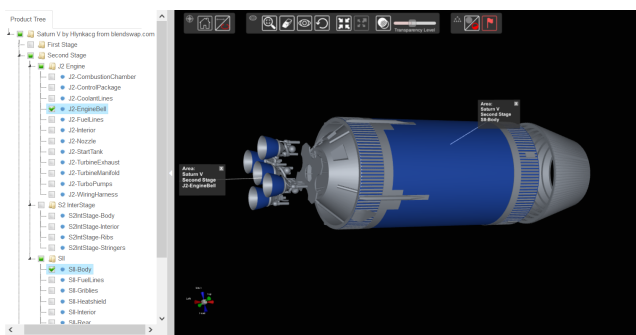 Product Tree
Saturn V by Hlynkacg from blendswap.com
First Stage
Second Stage
J2 Engine
J2-CombustionChamber
J2-ControlPackage
J2-CoolantLines
J2-EngineBell
J2-FuelLines
J2-Interior
J2-Nozzle
J2-StartTank
J2-TurbineExhaust
J2-TurbineManifold
J2-TurboPumps
J2-WiringHarness
S2 InterStage
S2IntStage-Body
S2IntStage-Interior
S2IntStage-Ribs
S2IntStage-Stringers
SII
SII-Body
SII-FuelLines
SII-Griblies
SII-Heatshield
SII-Interior
SII-Rear
Transparency Level
Area:
Saturn V
Second Stage
SII-Body
Area:
Saturn V
Second Stage
J2-EngineBell